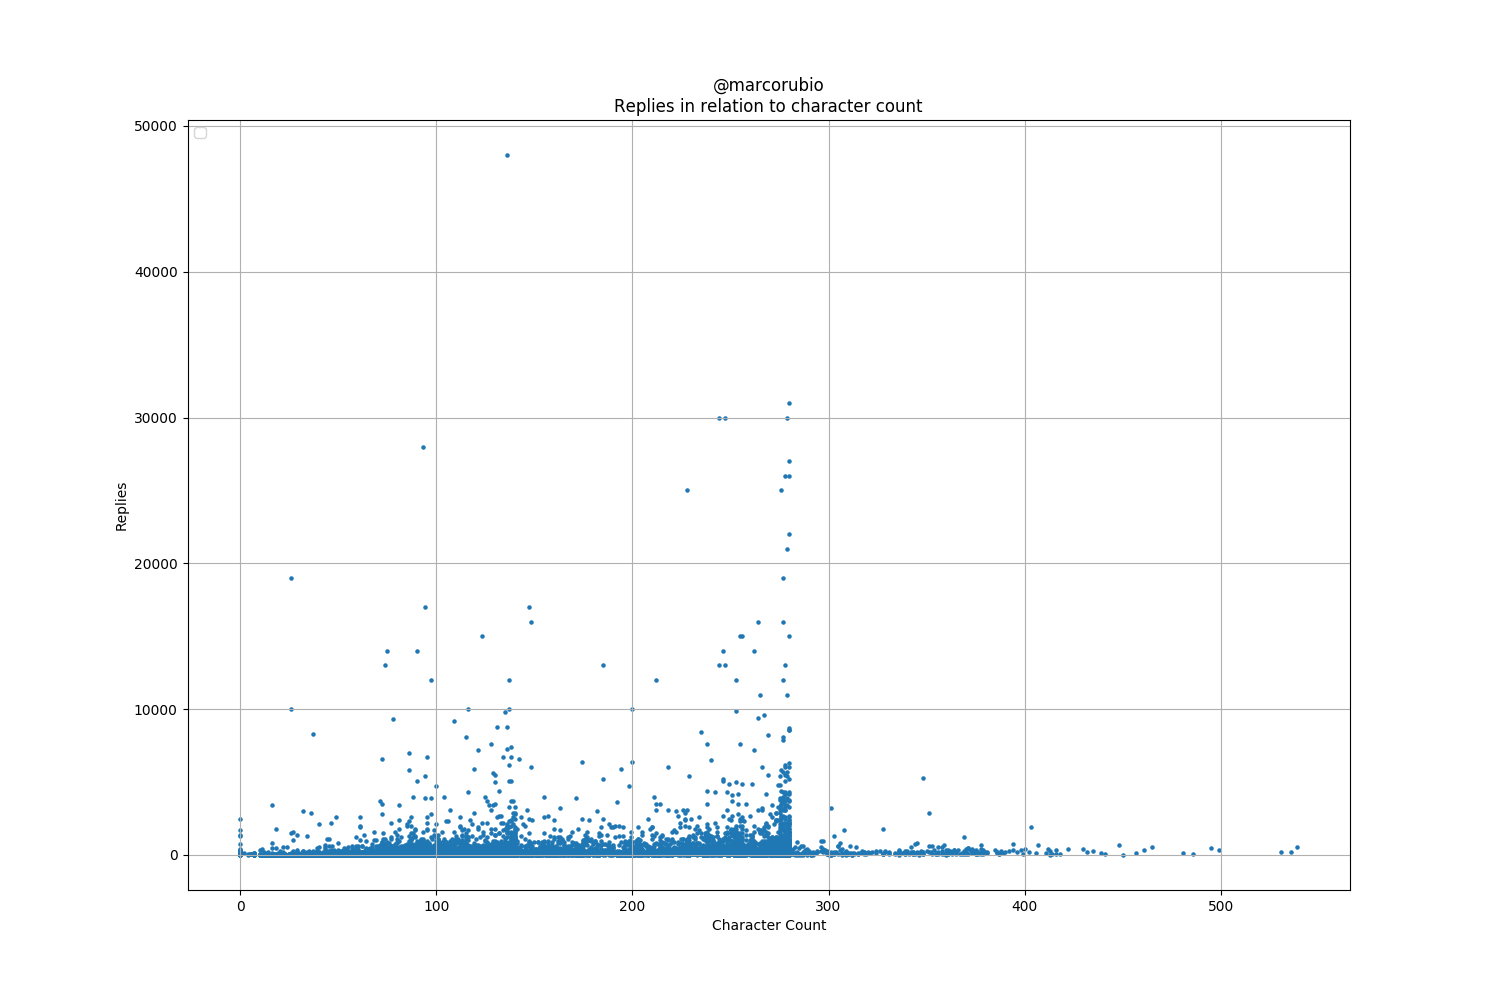 @marcorubio
Replies in relation to character count
50000
40000
30000
20000
10000
0
Replies
0 100 200 300 400 500
Character Count